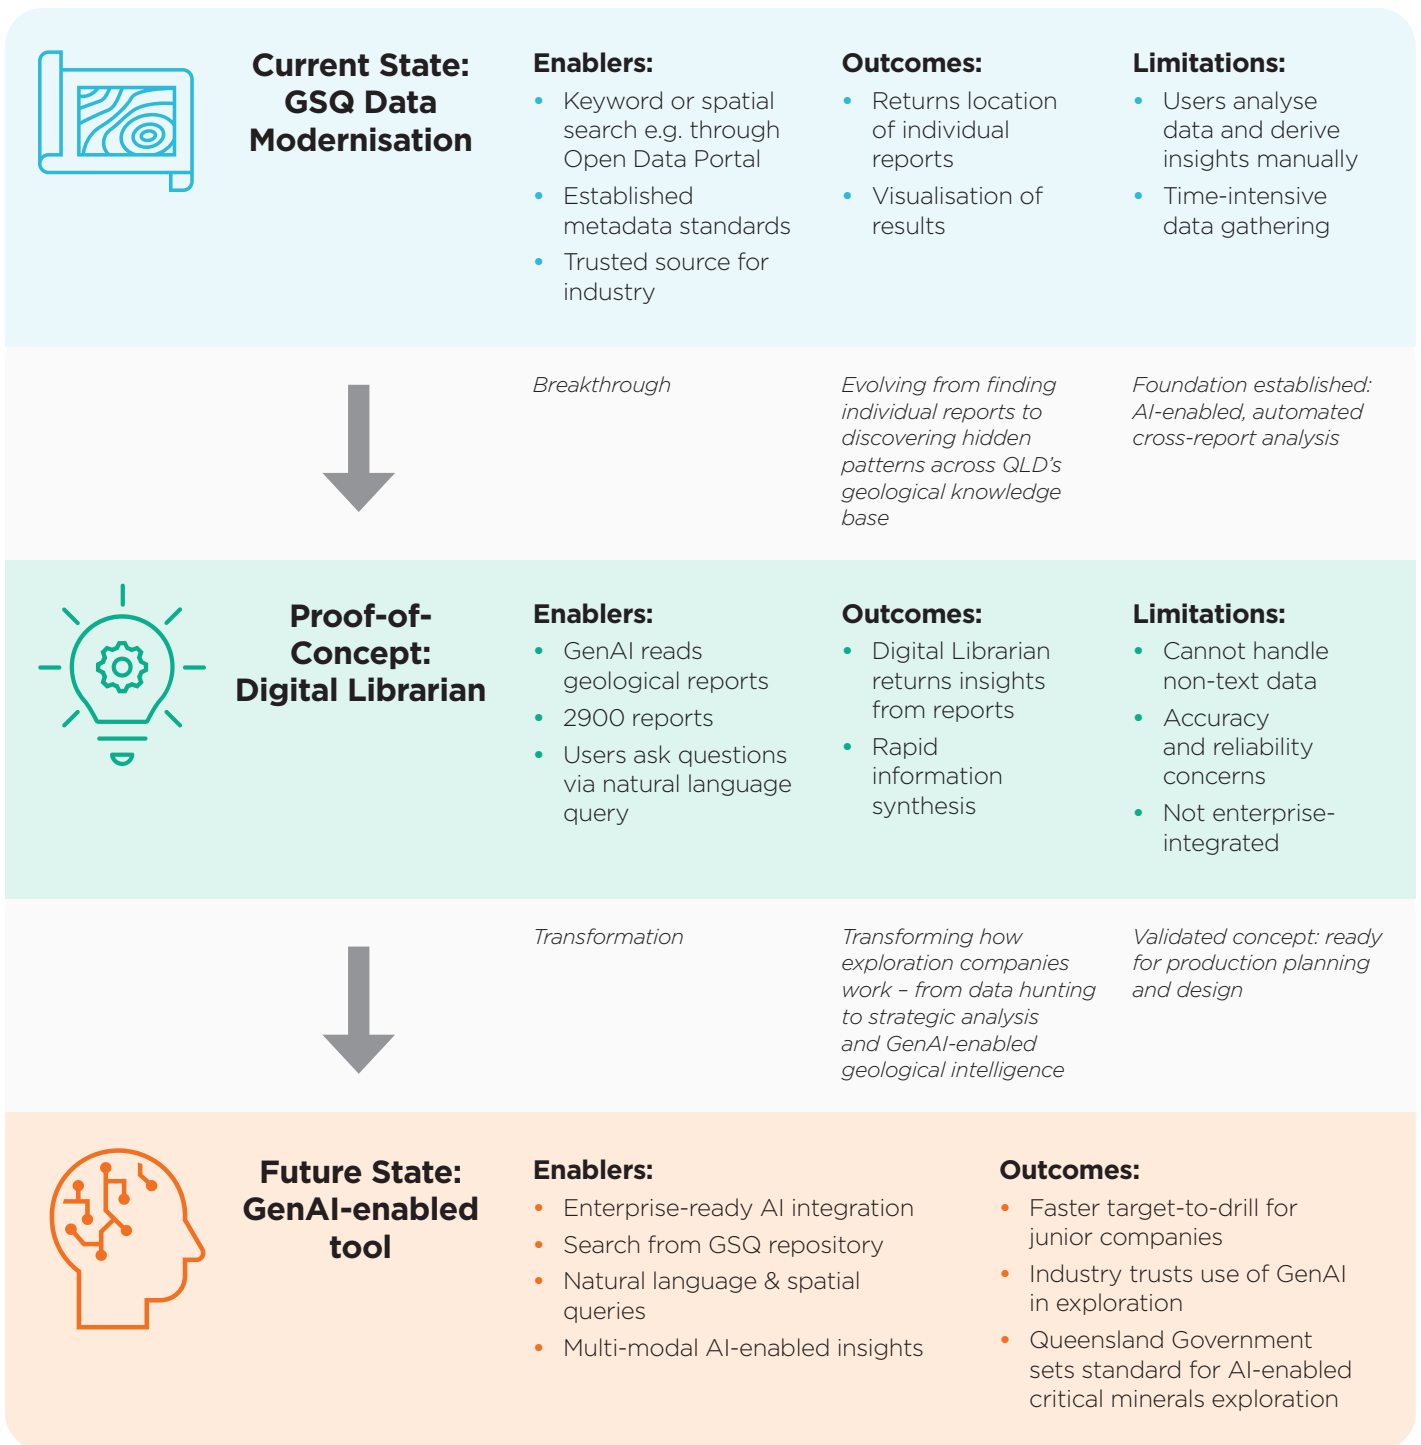 Current State:
GSQ Data
Modernisation
Enablers:
• Keyword or spatial
search e.g. through
Open Data Portal
• Established
metadata standards
• Trusted source for
industry
Outcomes:
• Returns location
of individual
reports
• Visualisation of
results
Limitations:
• Users analyse
data and derive
insights manually
• Time-intensive
data gathering
Breakthrough
Evolving from finding
individual reports to
discovering hidden
patterns across QLD’s
geological knowledge
base
Foundation established:
AI-enabled, automated
cross-report analysis
Proof-of-
Concept:
Digital Librarian
Enablers:
• GenAI reads
geological reports
• 2900 reports
• Users ask questions
via natural language
query
Outcomes:
• Digital Librarian
returns insights
from reports
• Rapid
information
synthesis
Limitations:
• Cannot handle
non-text data
• Accuracy
and reliability
concerns
• Not enterprise-
integrated
Transformation
Transforming how
exploration companies
work – from data hunting
to strategic analysis
and GenAI-enabled
geological intelligence
Validated concept: ready
for production planning
and design
Future State:
GenAI-enabled
tool
Enablers:
• Enterprise-ready AI integration
• Search from GSQ repository
• Natural language & spatial
queries
• Multi-modal AI-enabled insights
Outcomes:
• Faster target-to-drill for
junior companies
• Industry trusts use of GenAI
in exploration
• Queensland Government
sets standard for AI-enabled
critical minerals exploration